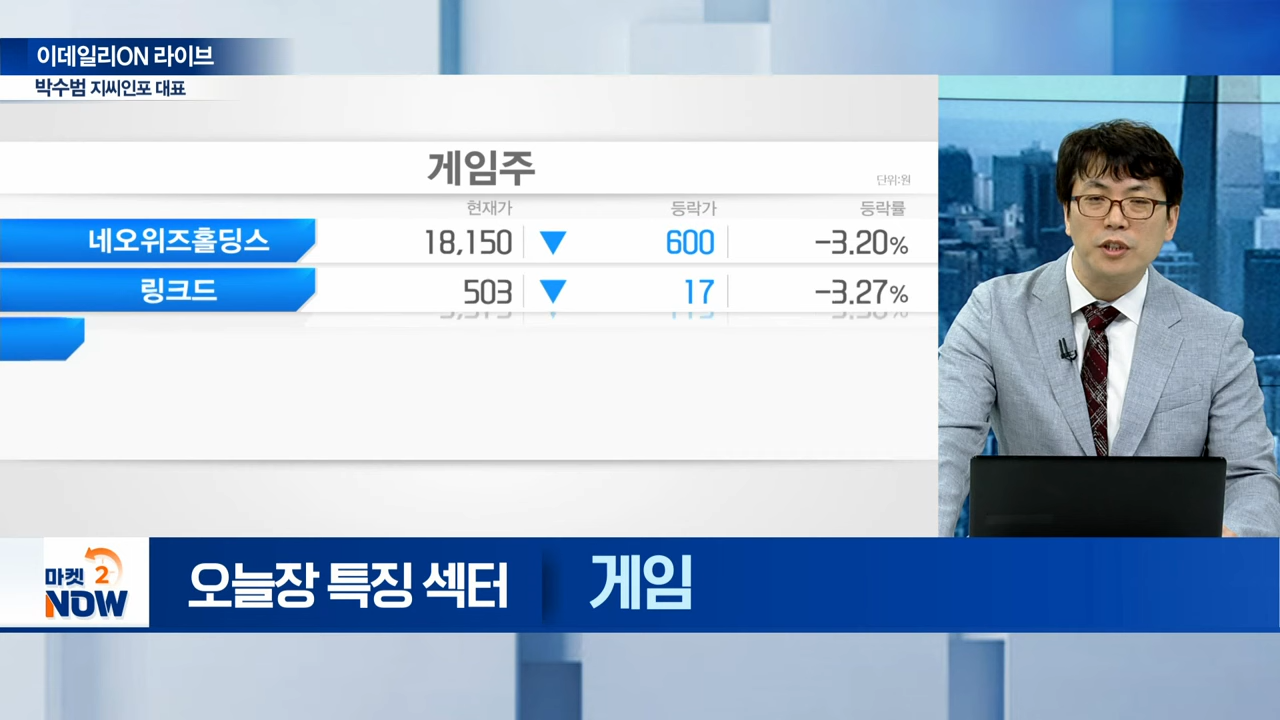 이데일리ON 라이브
박수범 지씨인포 대표
게임주
단위:원
현재가 등락가 등락률
네오위즈홀딩스 18,150 ▼ 600 -3.20%
링크드 503 ▼ 17 -3.27%
마켓 2
NOW
오늘장 특징 섹터 게임